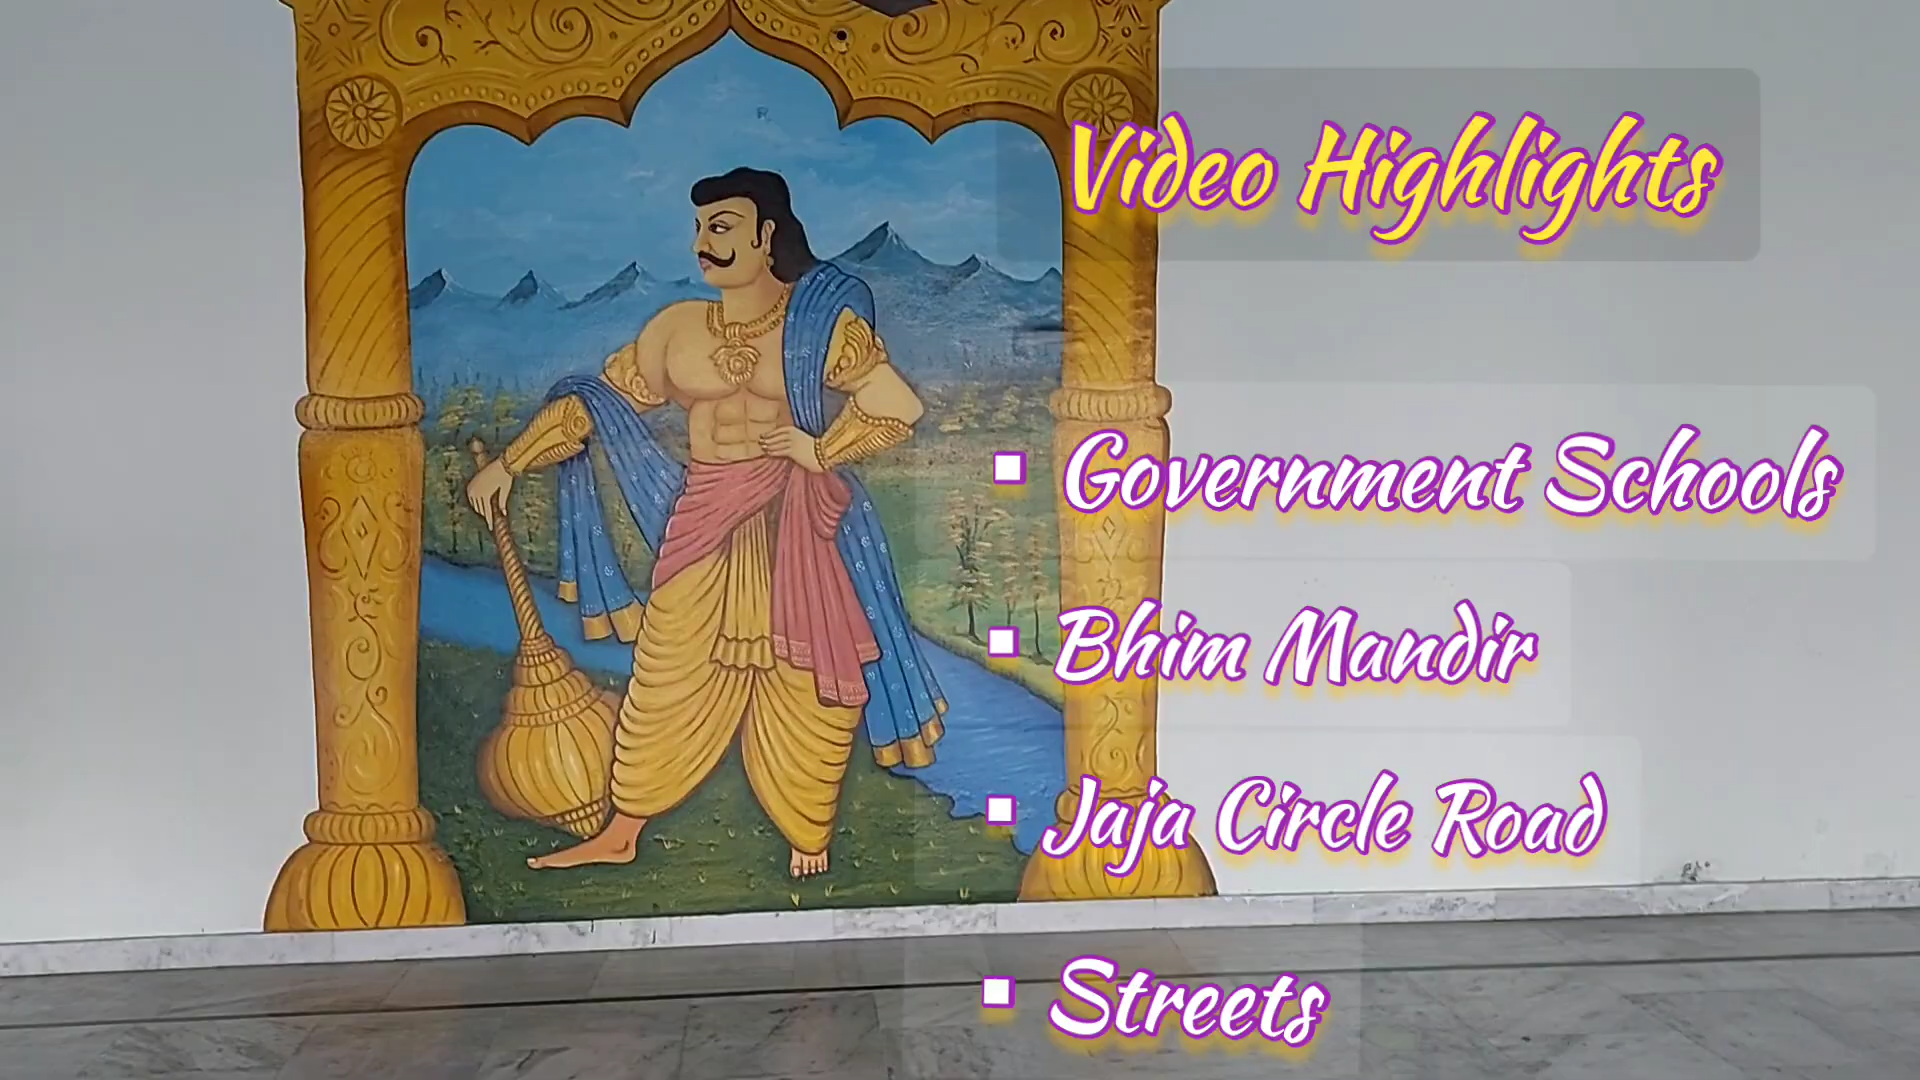 Video Highlights
▪ Government Schools
▪ Bhim Mandir
▪ Jaja Circle Road
▪ Streets